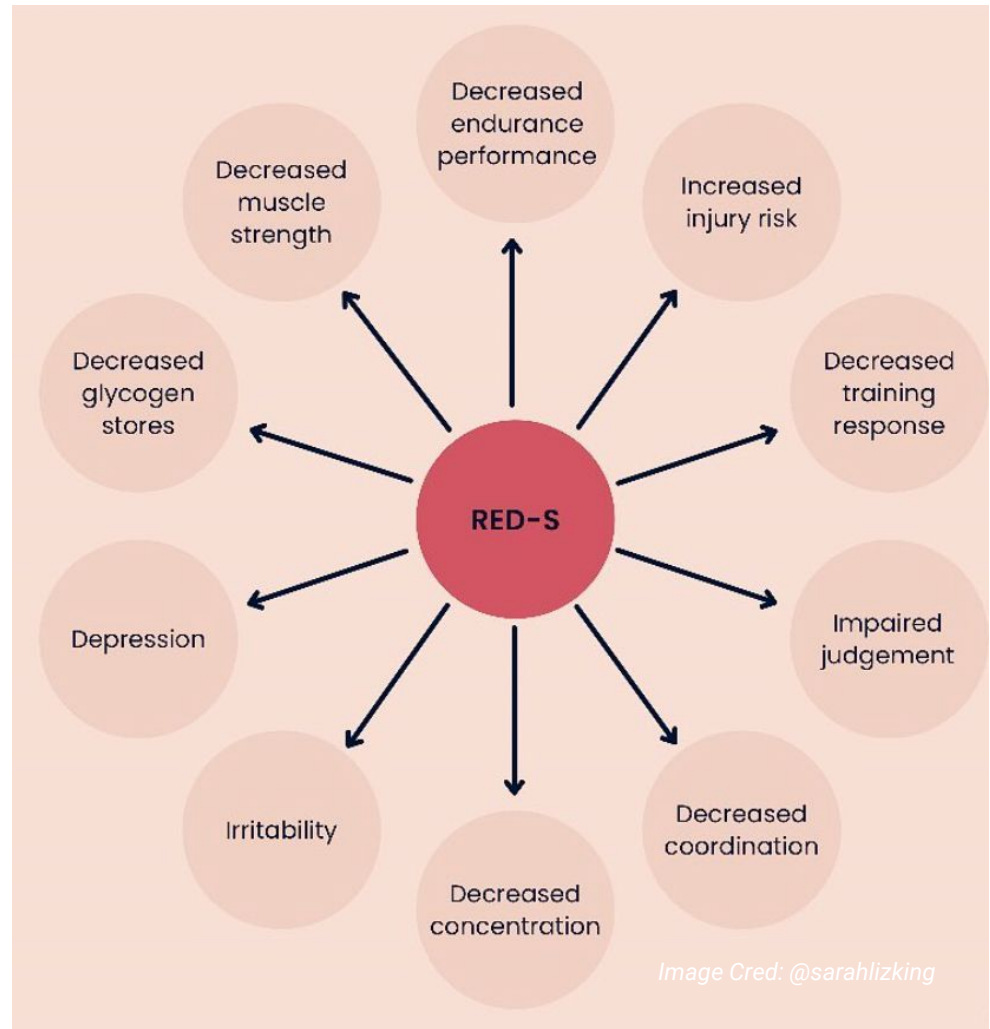 Decreased
endurance
performance
Increased
injury risk
Decreased
training
response
Impaired
judgement
Decreased
coordination
Decreased
concentration
Irritability
Depression
Decreased
glycogen
stores
Decreased
muscle
strength
RED-S
Image Cred: @sarahlizking